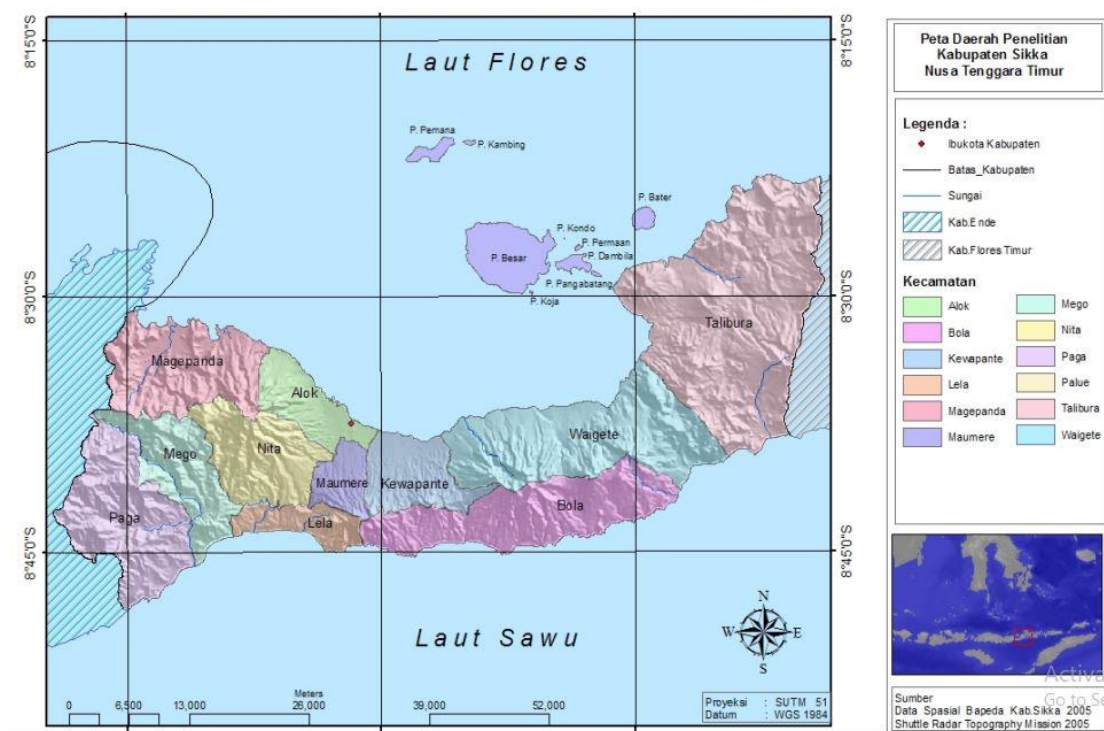 8°15'0"S
8°15'0"S
Laut Flores
P. Pemana
P. Kambing
P. Bater
P. Kondo
P. Permaan
P. Besar
P. Dambila
P. Pangabatang
P. Koja
8°30'0"S
8°30'0"S
Talibura
Magepanda
Alok
Waigete
Nita
Mego
Maumere
Kewapante
Bola
Paga
Lela
8°45'0"S
8°45'0"S
Laut Sawu
N
W
E
S
Meters
0
6,500
13,000
26,000
39,000
52,000
Proyeksi : SUTM 51
Datum : WGS 1984
Peta Daerah Penelitian
Kabupaten Sikka
Nusa Tenggara Timur
Legenda :
Ibukota Kabupaten
Batas_Kabupaten
Sungai
Kab.Ende
Kab.Flores Timur
Kecamatan
Alok
Bola
Kewapante
Lela
Magepanda
Maumere
Mego
Nita
Paga
Palue
Talibura
Waigete
Activa
Go to Se
Sumber
Data Spasial Bapeda Kab.Sikka 2005
Shuttle Radar Topography Mission 2005